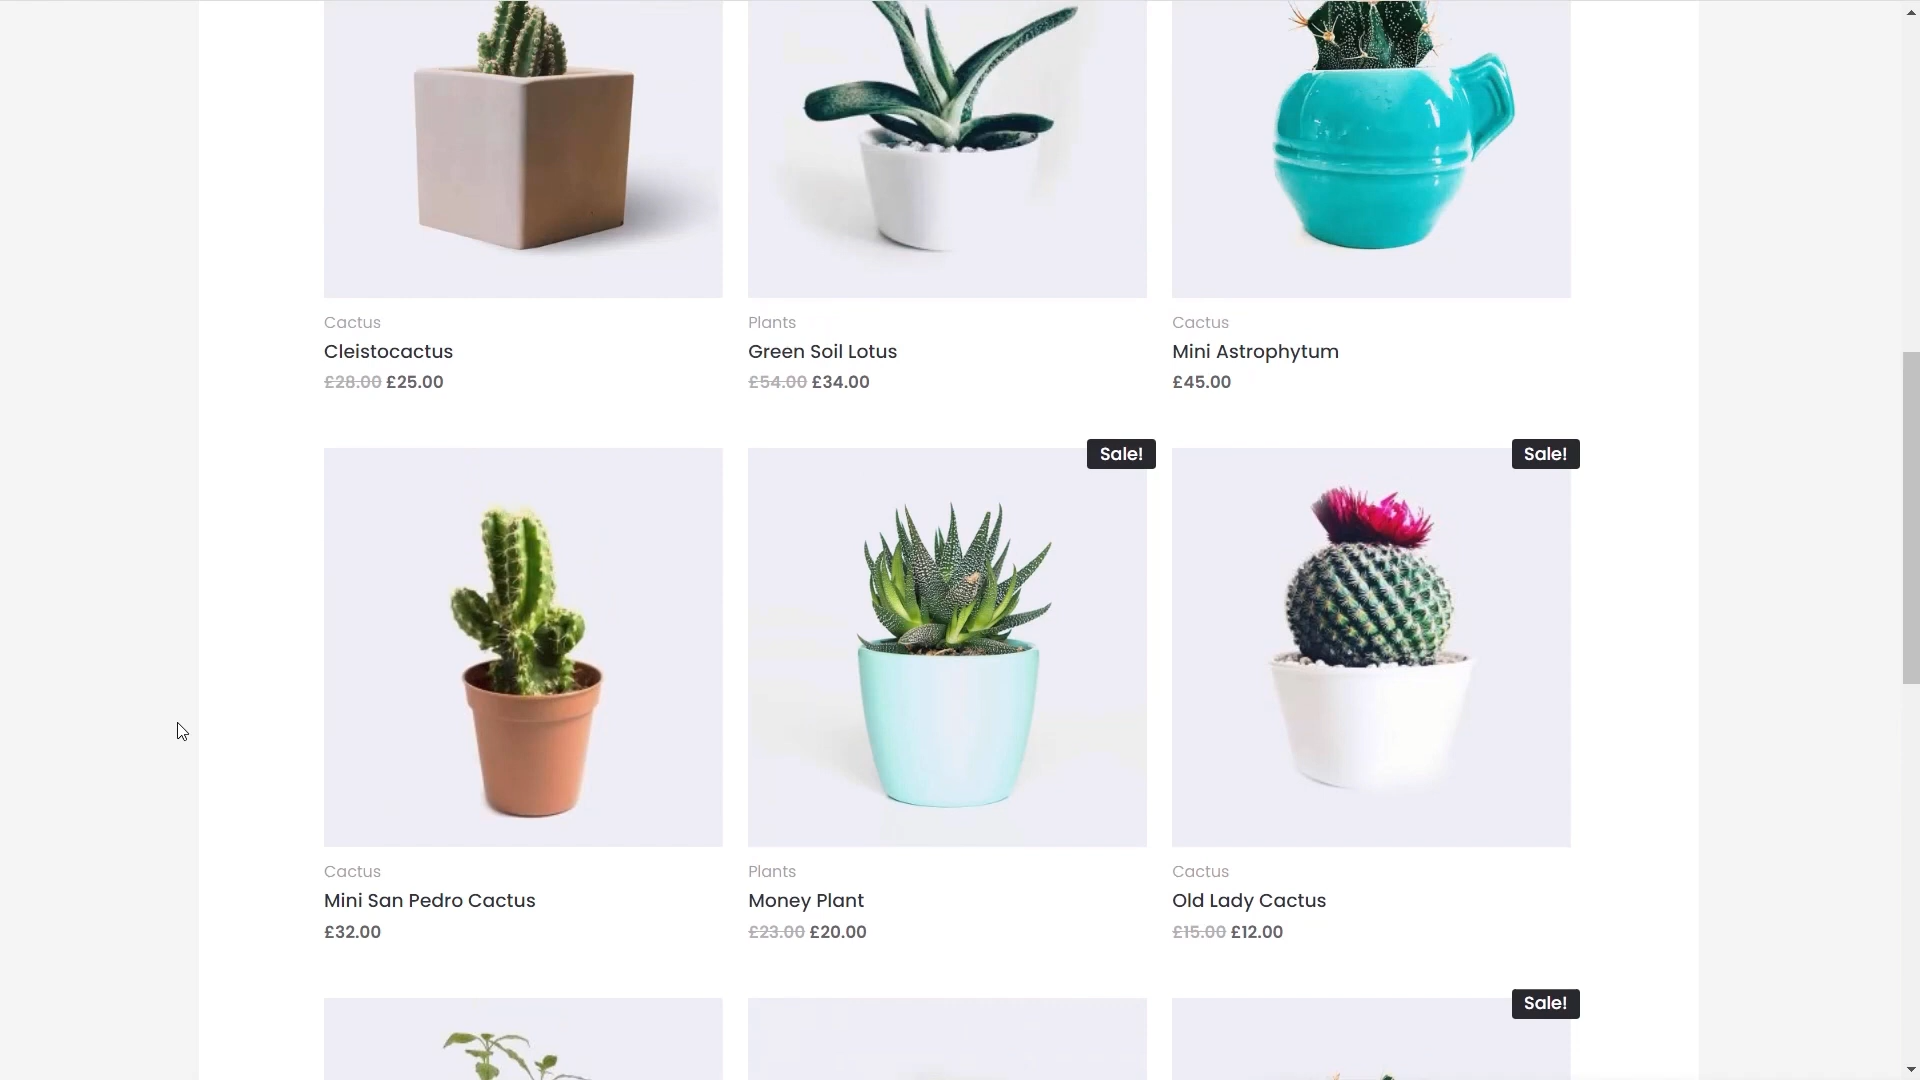 Cactus
Cleistocactus
£28.00 £25.00
Plants
Green Soil Lotus
£54.00 £34.00
Cactus
Mini Astrophytum
£45.00
Cactus
Mini San Pedro Cactus
£32.00
Sale!
Plants
Money Plant
£23.00 £20.00
Sale!
Cactus
Old Lady Cactus
£15.00 £12.00
Sale!